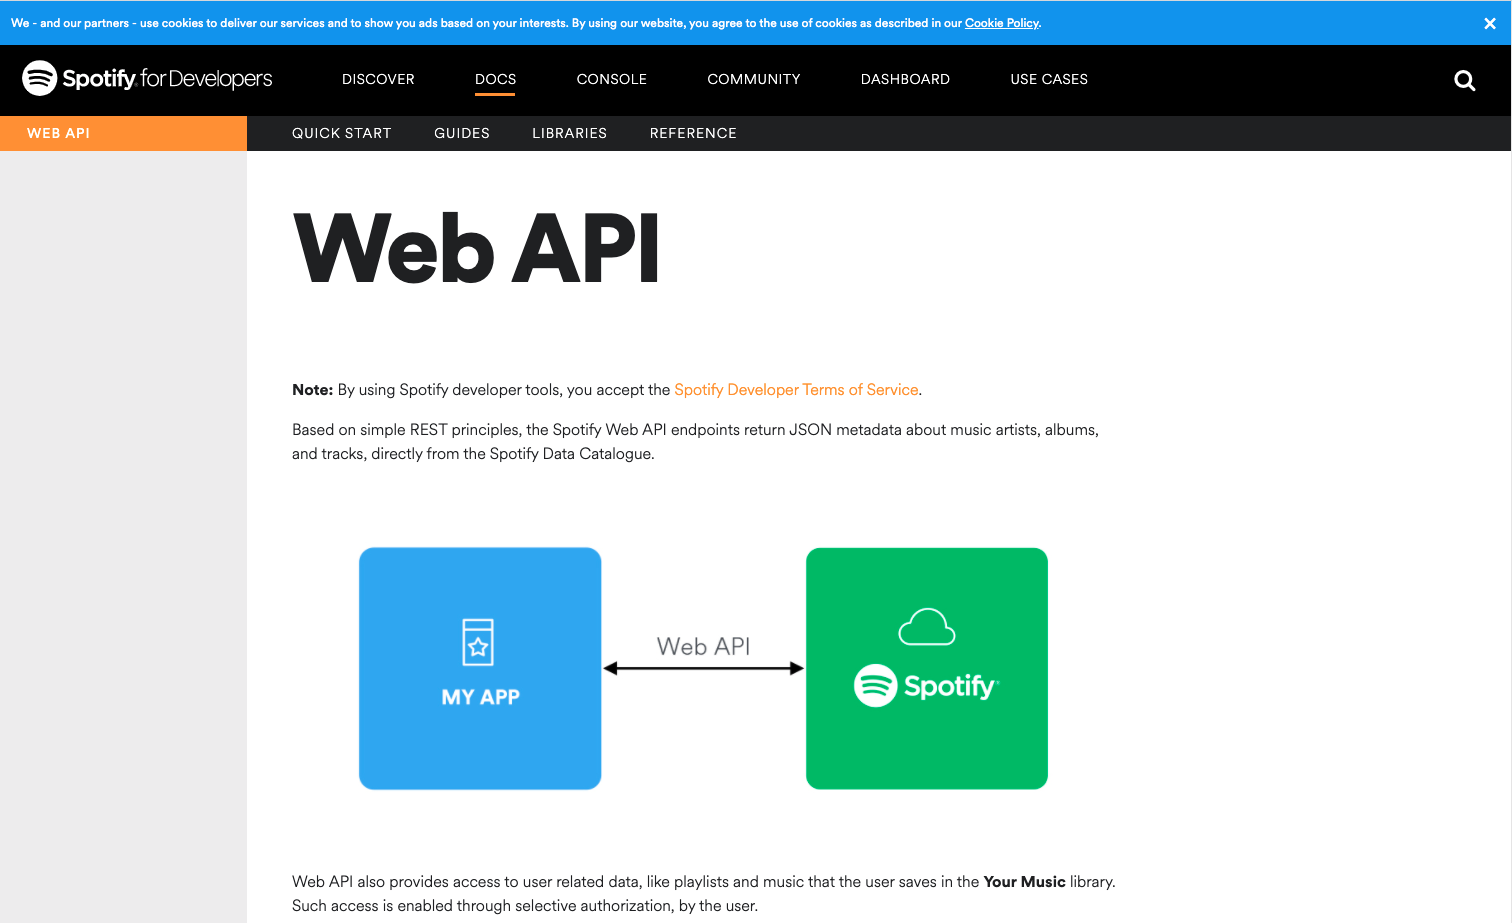 We - and our partners - use cookies to deliver our services and to show you ads based on your interests. By using our website, you agree to the use of cookies as described in our Cookie Policy.
Spotify for Developers
DISCOVER
DOCS
CONSOLE
COMMUNITY
DASHBOARD
USE CASES
WEB API
QUICK START
GUIDES
LIBRARIES
REFERENCE
Web API
Note: By using Spotify developer tools, you accept the Spotify Developer Terms of Service.
Based on simple REST principles, the Spotify Web API endpoints return JSON metadata about music artists, albums,
and tracks, directly from the Spotify Data Catalogue.
Web API
MY APP
Spotify
Web API also provides access to user related data, like playlists and music that the user saves in the Your Music library.
Such access is enabled through selective authorization, by the user.